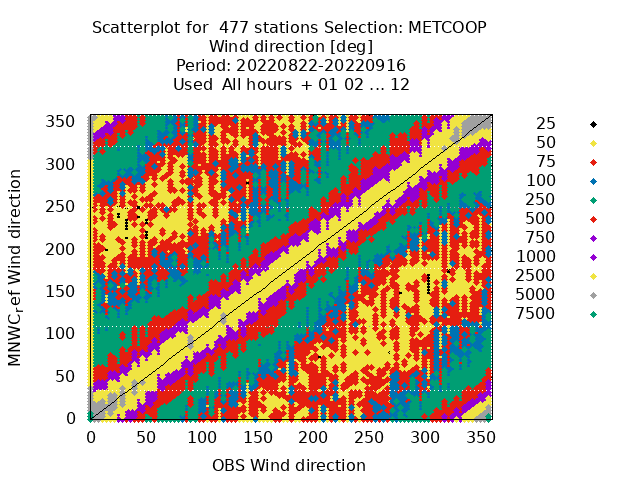 Scatterplot for 477 stations Selection: METCOOP
Wind direction [deg]
Period: 20220822-20220916
Used All hours + 01 02 ... 12
MNWC_ref Wind direction
350
300
250
200
150
100
50
0
0 50 100 150 200 250 300 350
OBS Wind direction
25
50
75
100
250
500
750
1000
2500
5000
7500